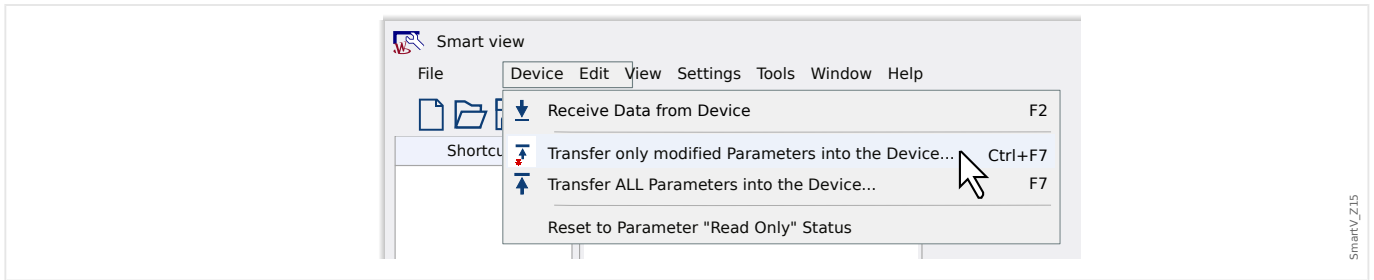 Smart view
File Device Edit View Settings Tools Window Help
Receive Data from Device F2
Shortcu
Transfer only modified Parameters into the Device... Ctrl+F7
Transfer ALL Parameters into the Device... F7
Reset to Parameter "Read Only" Status
SmartV_Z15